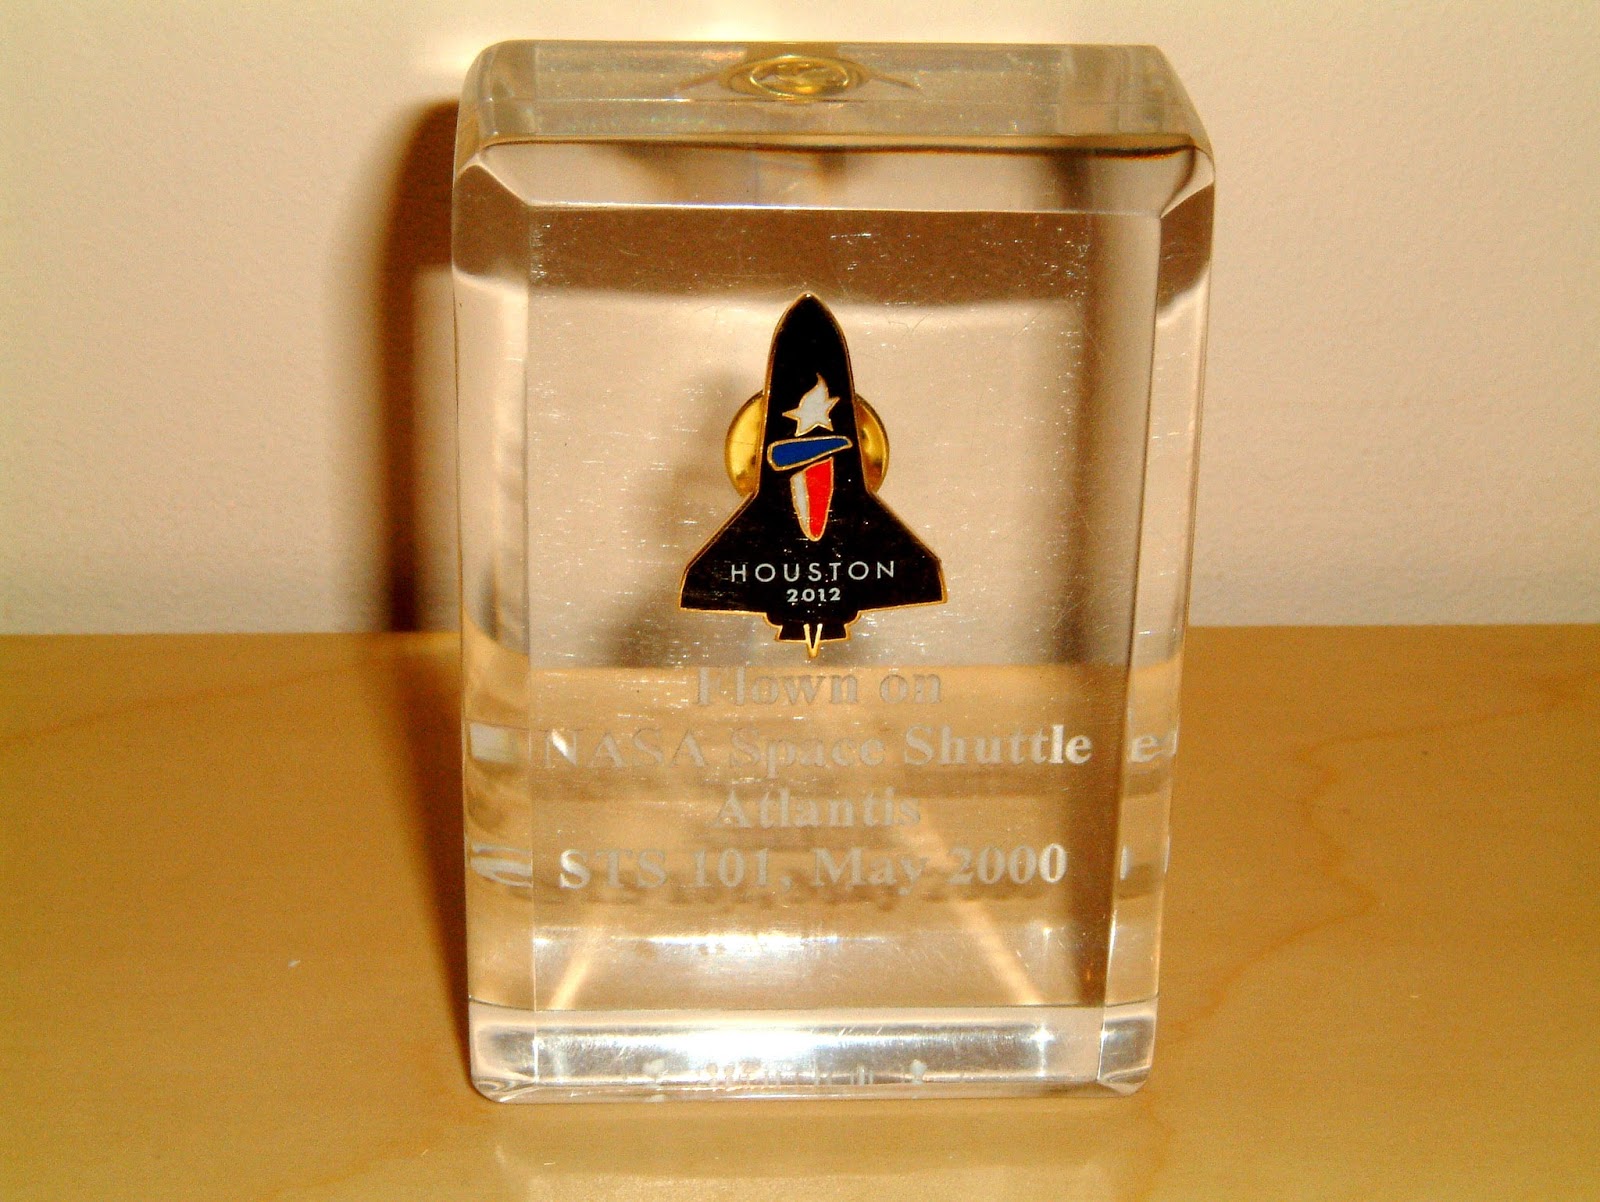 HOUSTON
2012
Flown on
NASA Space Shuttle
Atlantis
STS 101, May 2000